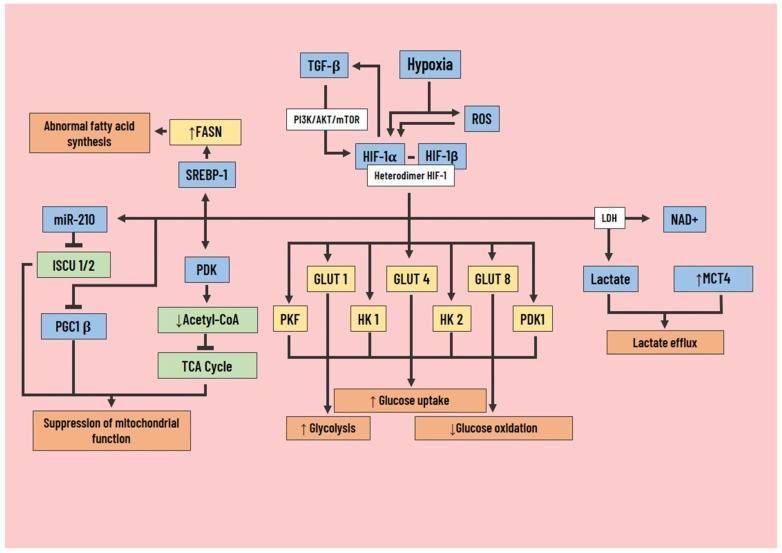 TGF-β
Hypoxia
PI3K/AKT/mTOR
ROS
Abnormal fatty acid
synthesis
↑FASN
HIF-1α - HIF-1β
Heterodimer HIF-1
SREBP-1
miR-210
LDH
NAD+
ISCU 1/2
PDK
GLUT 1
GLUT 4
GLUT 8
Lactate
↑MCT4
PGC1 β
↓Acetyl-CoA
PKF
HK 1
HK 2
PDK1
Lactate efflux
TCA Cycle
↑ Glucose uptake
Suppression of mitochondrial
function
↑ Glycolysis
↓Glucose oxidation